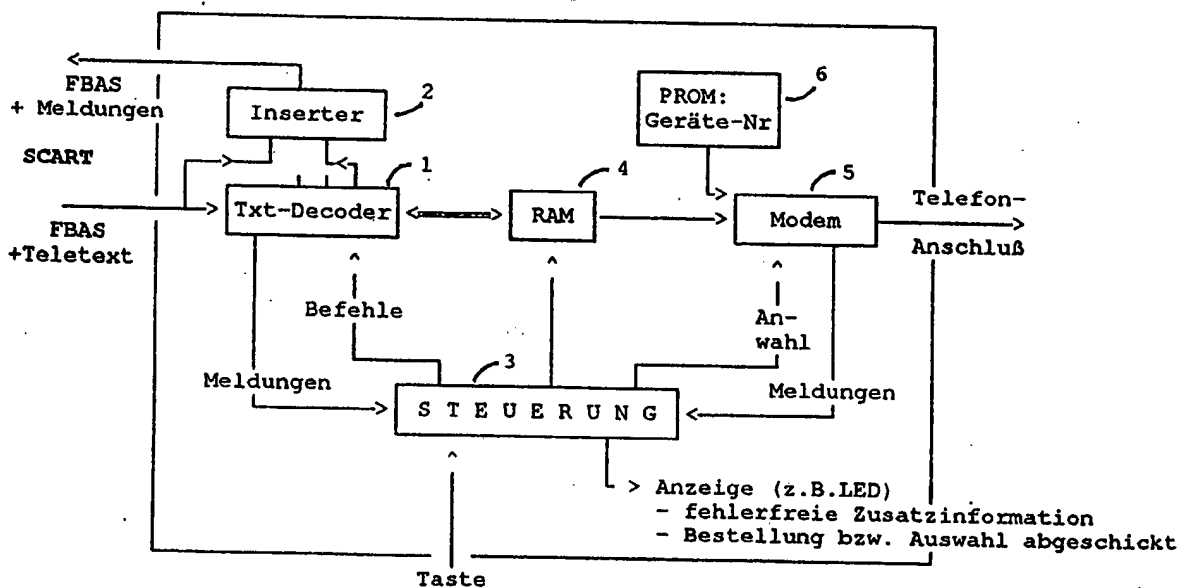 FBAS
+ Meldungen
SCART
FBAS
+Teletext
2
Inserter
1
Txt-Decoder
4
RAM
6
PROM:
Geräte-Nr
5
Modem
Telefon-
Anschluß
Befehle
An-
wahl
Meldungen
3
Meldungen
S T E U E R U N G
Anzeige (z.B.LED)
- fehlerfreie Zusatzinformation
- Bestellung bzw. Auswahl abgeschickt
Taste